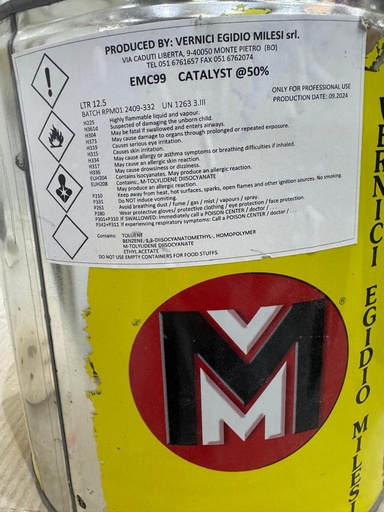 PRODUCED BY: VERNICI EGIDIO MILESI srl.
VIA CADUTI LIBERTA, 9-40050 MONTE PIETRO (BO)
TEL 051 6761657 FAX 051 6762074
EMC99 CATALYST @50%
LTR 12.5
FOR PROFESSIONAL USE ONLY
BATCH RPM01 2409-332 UN 1263 3.III
PRODUCTION DATE: 09.2024
H225 Highly flammable liquid and vapour.
H361d Suspected of damaging the unborn child.
H304 May be fatal if swallowed and enters airways.
H373 May cause damage to organs through prolonged or repeated exposure.
H319 Causes serious eye irritation.
H315 Causes skin irritation.
H334 May cause allergy or asthma symptoms or breathing difficulties if inhaled.
H317 May cause an allergic skin reaction.
H336 May cause drowsiness or dizziness.
EUH204 Contains isocyanates. May produce an allergic reaction.
EUH208 Contains:, M-TOLYLIDENE DIISOCYANATE
May produce an allergic reaction.
P210 Keep away from heat, hot surfaces, sparks, open flames and other ignition sources. No smoking.
P331 Do NOT induce vomiting.
P261 Avoid breathing dust / fume / gas / mist / vapours / spray.
P280 Wear protective gloves/ protective clothing / eye protection / face protection.
P301+P310 IF SWALLOWED: Immediately call a POISON CENTER / doctor / . . .
P342+P311 If experiencing respiratory symptoms: Call a POISON CENTER / doctor / . . .
Contains: TOLUENE
BENZENE, 1,3-DIISOCYANATOMETHYL-, HOMOPOLYMER
M-TOLYLIDENE DIISOCYANATE
ETHYL ACETATE
DO NOT USE EMPTY CONTAINERS FOR FOOD STUFFS.
VERNICI EGIDIO MILESI
M
M
®